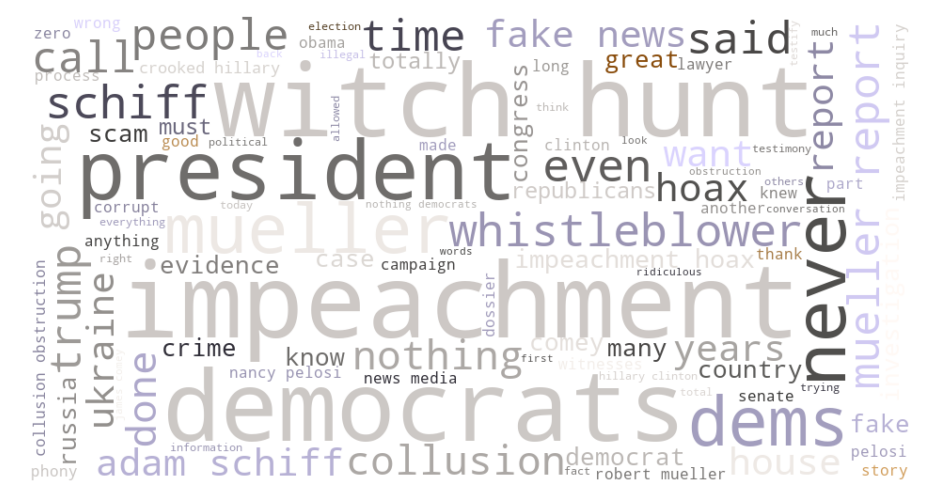 wrong
election
zero
people
obama
time
fake news
said
much
call
crooked hillary
back
illegal
totally
great
lawyer
testify
report
report
process
long
impeachment inquiry
schiff
witch hunt
congress
think
scam
must
allowed
good
political
made
clinton
look
want
testimony
going
president
even
obstruction
hoax
others
knew
part
republicans
corrupt
today
nothing democrats
another
conversation
never
everything
mueller
whistleblower
mueller
investigation
anything
words
right
evidence
case
campaign
impeachment hoax
thank
ridiculous
collusion obstruction
trump
ukraine
impeachment
dossier
crime
know
nothing
first
comey
many
years
witnesses
country
russia
james comey
done
nancy pelosi
news media
hillary clinton
total
trying
senate
democrats
dems
fake
information
phony
adam schiff
collusion
fact
democrat
robert mueller
house
pelosi
story